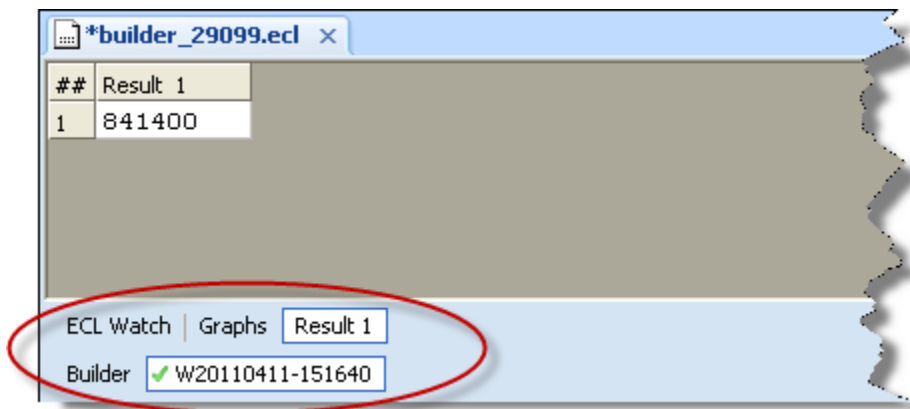 *builder_29099.ecl
## Result 1
1 841400
ECL Watch Graphs Result 1
Builder W20110411-151640